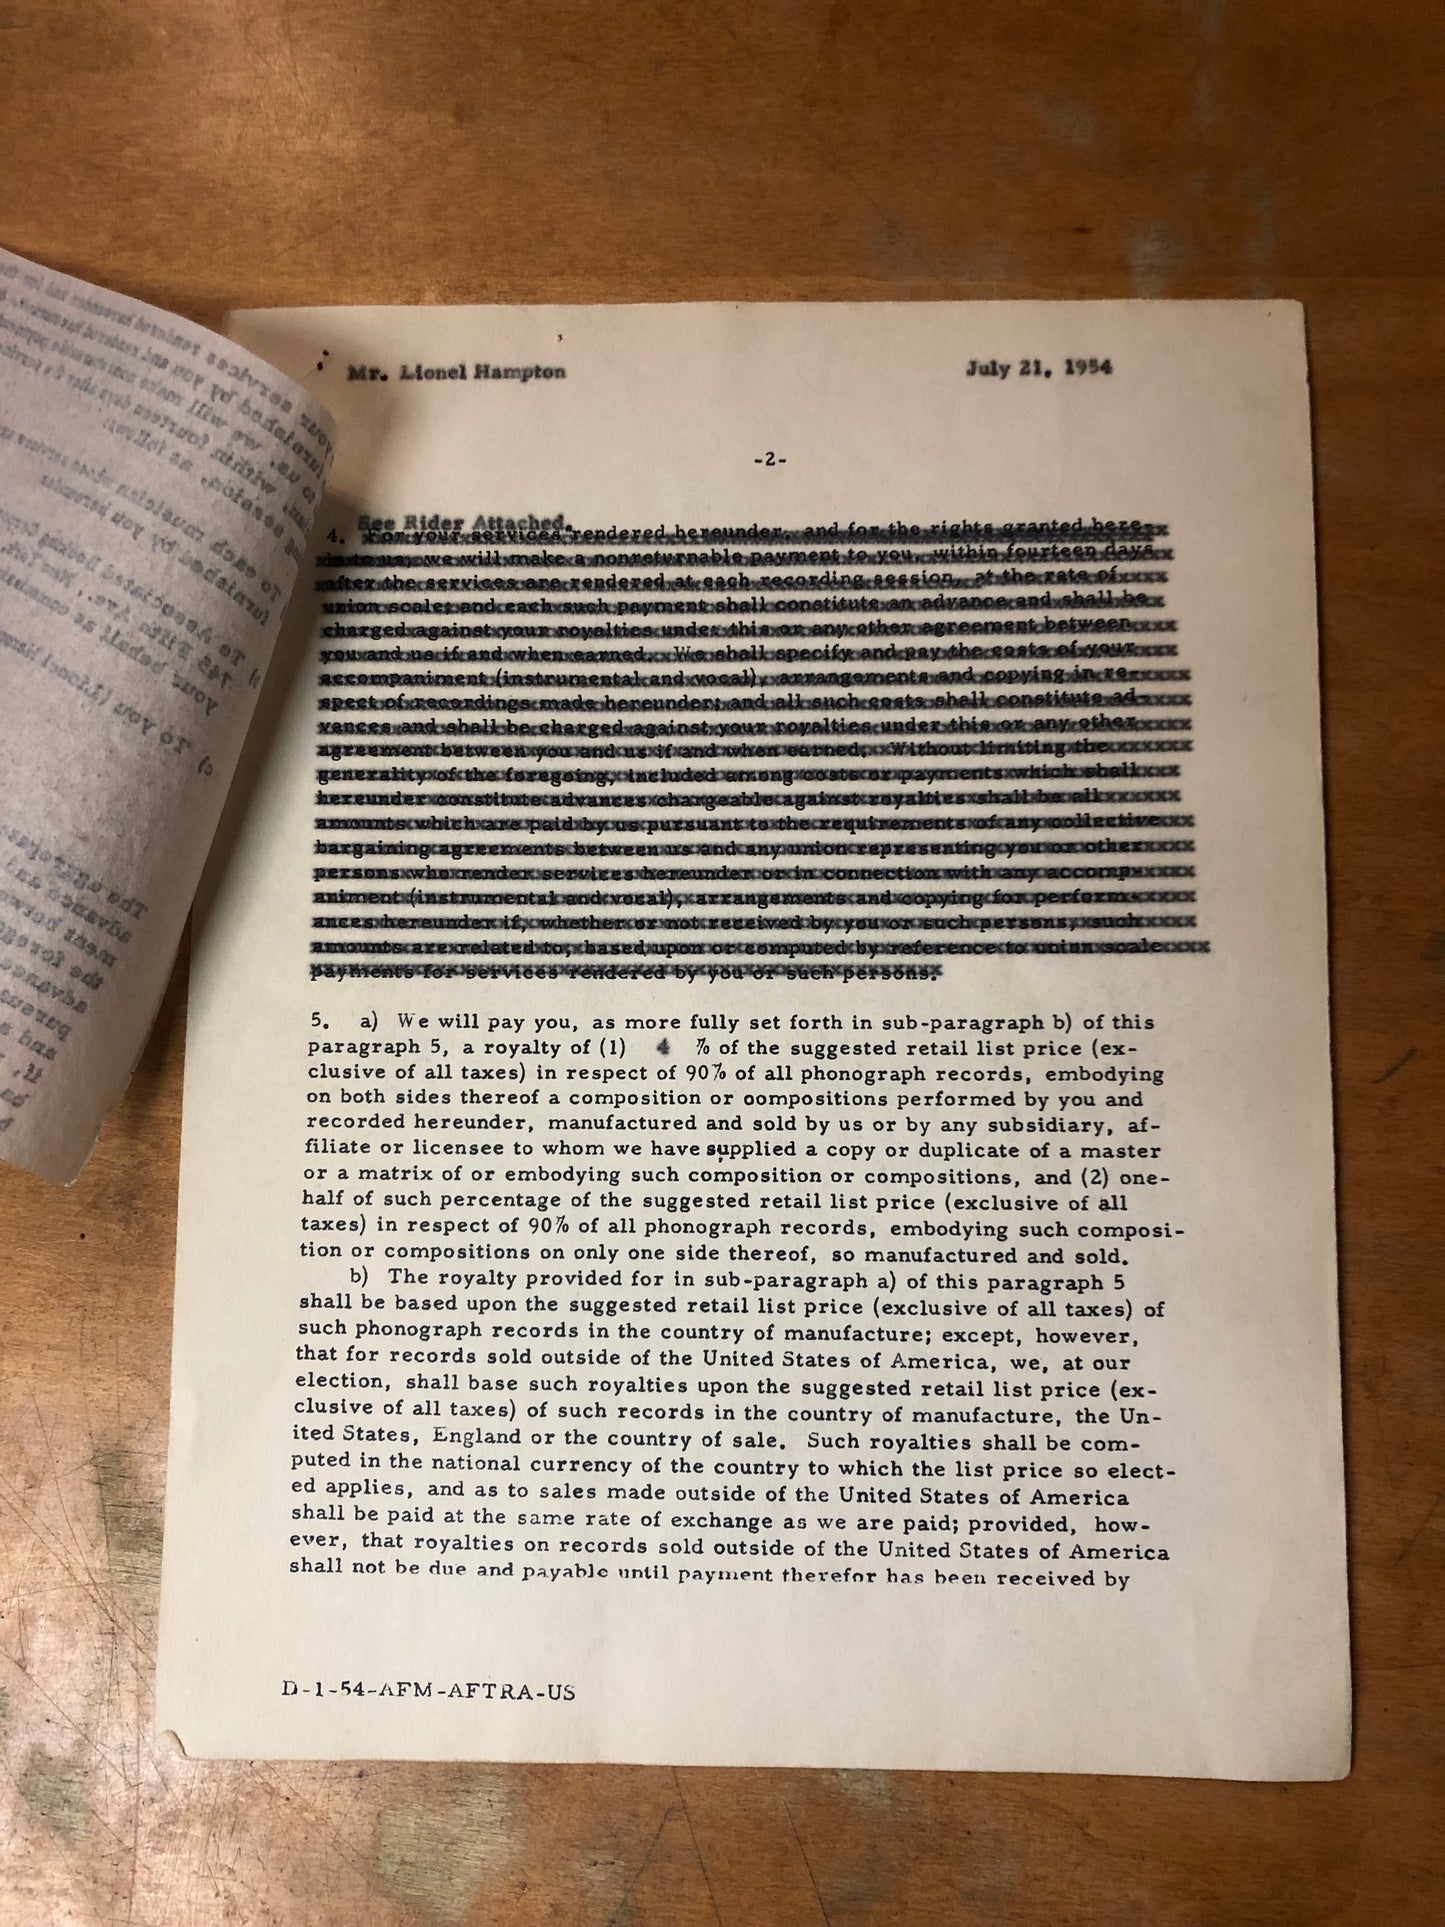 Mr. Lionel Hampton
July 21, 1954
-2-
See Rider Attached.
4. For your services rendered hereunder, and for the rights granted here-
in to us, we will make a nonreturnable payment to you, within fourteen days
after the services are rendered at each recording session, at the rate of
union scale; and each such payment shall constitute an advance and shall be
charged against your royalties under this or any other agreement between
you and us if and when earned. We shall specify and pay the costs of your
accompaniment (instrumental and vocal), arrangements and copying in re-
spect of recordings made hereunder; and all such costs shall constitute ad-
vances and shall be charged against your royalties under this or any other
agreement between you and us if and when earned. Without limiting the
generality of the foregoing, included among costs or payments which shall
hereunder constitute advances chargeable against royalties shall be all
amounts which are paid by us pursuant to the requirements of any collective
bargaining agreements between us and any union representing you or other
persons who render services hereunder or in connection with any accomp-
animent (instrumental and vocal), arrangements and copying for perform-
ances hereunder if, whether or not received by you or such persons, such
amounts are related to, based upon or computed by reference to union scale
payments for services rendered by you or such persons.
5. a) We will pay you, as more fully set forth in sub-paragraph b) of this
paragraph 5, a royalty of (1) 4 % of the suggested retail list price (ex-
clusive of all taxes) in respect of 90% of all phonograph records, embodying
on both sides thereof a composition or oompositions performed by you and
recorded hereunder, manufactured and sold by us or by any subsidiary, af-
filiate or licensee to whom we have supplied a copy or duplicate of a master
or a matrix of or embodying such composition or compositions, and (2) one-
half of such percentage of the suggested retail list price (exclusive of all
taxes) in respect of 90% of all phonograph records, embodying such composi-
tion or compositions on only one side thereof, so manufactured and sold.
b) The royalty provided for in sub-paragraph a) of this paragraph 5
shall be based upon the suggested retail list price (exclusive of all taxes) of
such phonograph records in the country of manufacture; except, however,
that for records sold outside of the United States of America, we, at our
election, shall base such royalties upon the suggested retail list price (ex-
clusive of all taxes) of such records in the country of manufacture, the Un-
ited States, England or the country of sale. Such royalties shall be com-
puted in the national currency of the country to which the list price so elect-
ed applies, and as to sales made outside of the United States of America
shall be paid at the same rate of exchange as we are paid; provided, how-
ever, that royalties on records sold outside of the United States of America
shall not be due and payable until payment therefor has been received by
D-1-54-AFM-AFTRA-US